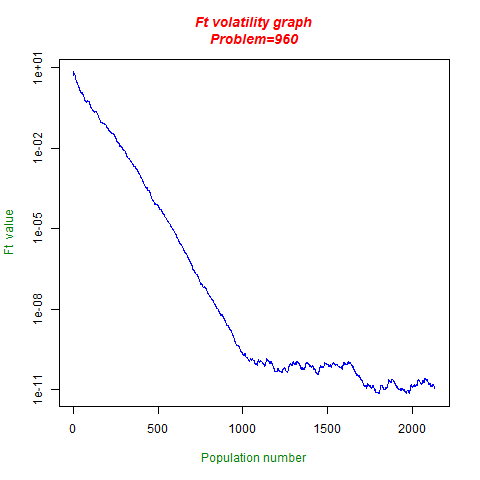 Ft volatility graph
Problem=960
1e+01
1e-02
1e-05
1e-08
1e-11
Ft value
0
500
1000
1500
2000
Population number